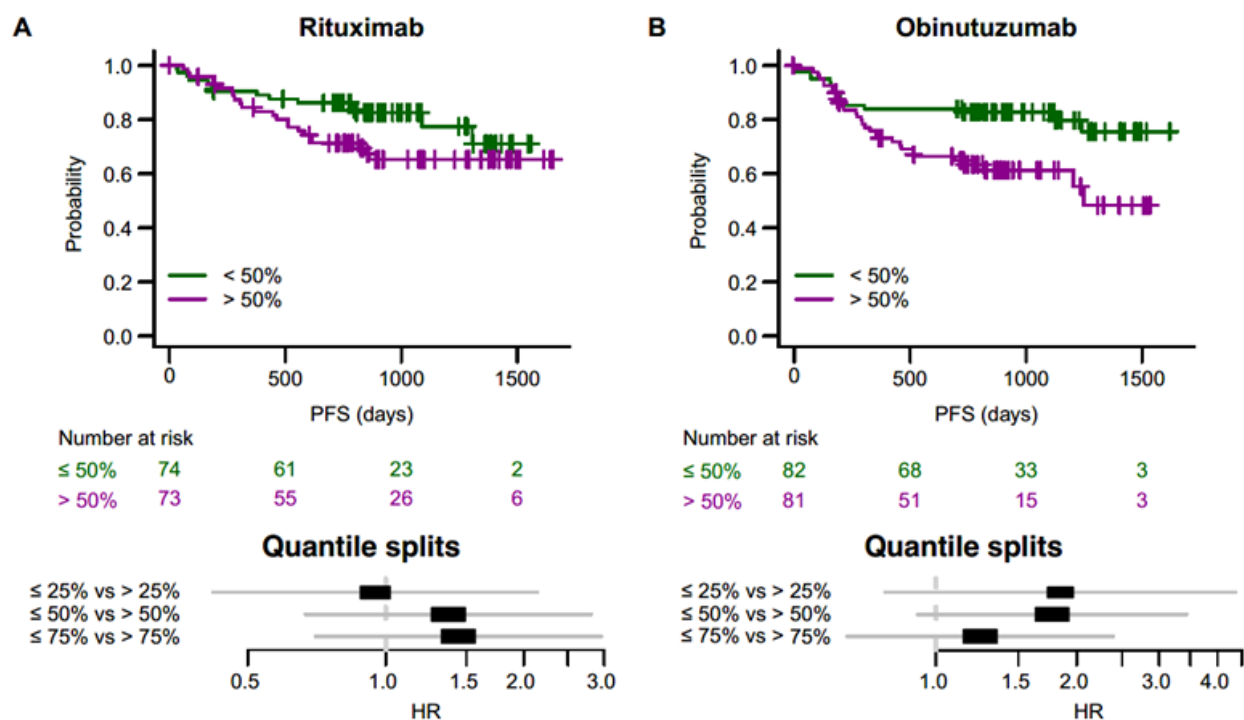 A Rituximab
1.0
0.8
0.6
0.4
0.2
0.0
Probability
< 50%
> 50%
0 500 1000 1500
PFS (days)
Number at risk
≤ 50% 74 61 23 2
> 50% 73 55 26 6
Quantile splits
≤ 25% vs > 25%
≤ 50% vs > 50%
≤ 75% vs > 75%
0.5 1.0 1.5 2.0 3.0
HR
B Obinutuzumab
1.0
0.8
0.6
0.4
0.2
0.0
Probability
< 50%
> 50%
0 500 1000 1500
PFS (days)
Number at risk
≤ 50% 82 68 33 3
> 50% 81 51 15 3
Quantile splits
≤ 25% vs > 25%
≤ 50% vs > 50%
≤ 75% vs > 75%
1.0 1.5 2.0 3.0 4.0
HR